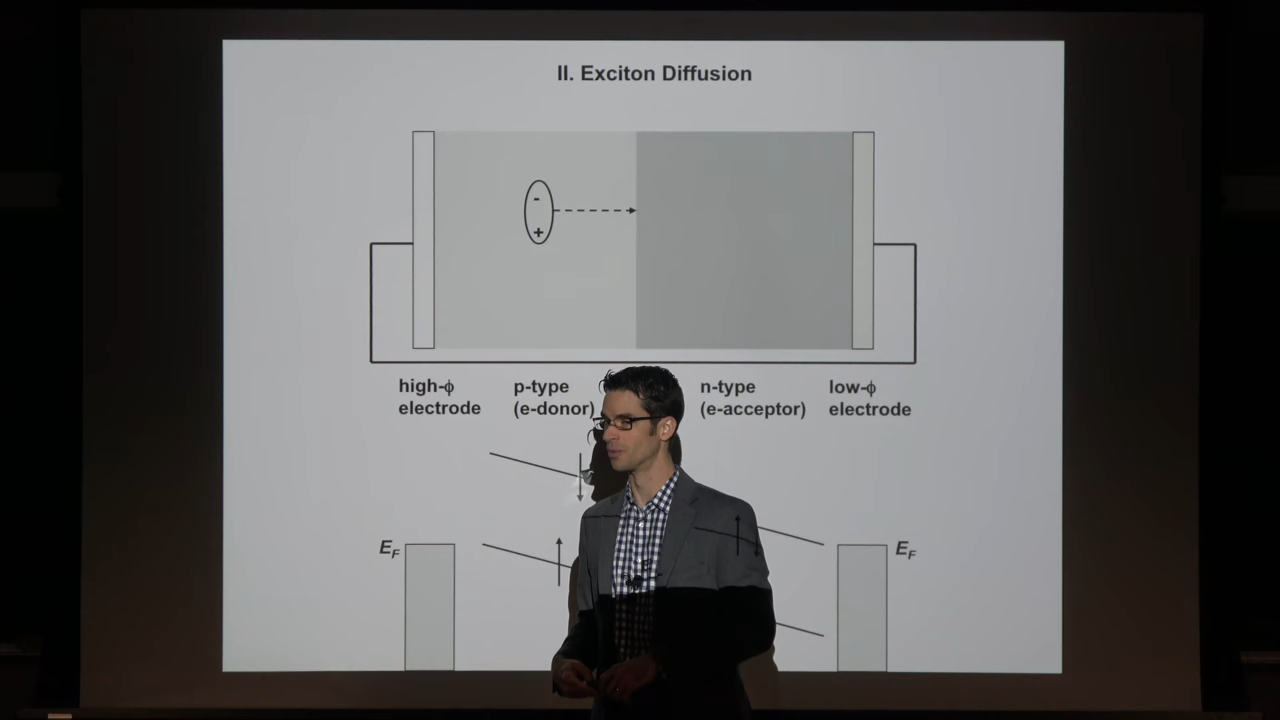 II. Exciton Diffusion
-
+
high-ϕ electrode
p-type (e-donor)
n-type (e-acceptor)
low-ϕ electrode
E_F
E_F